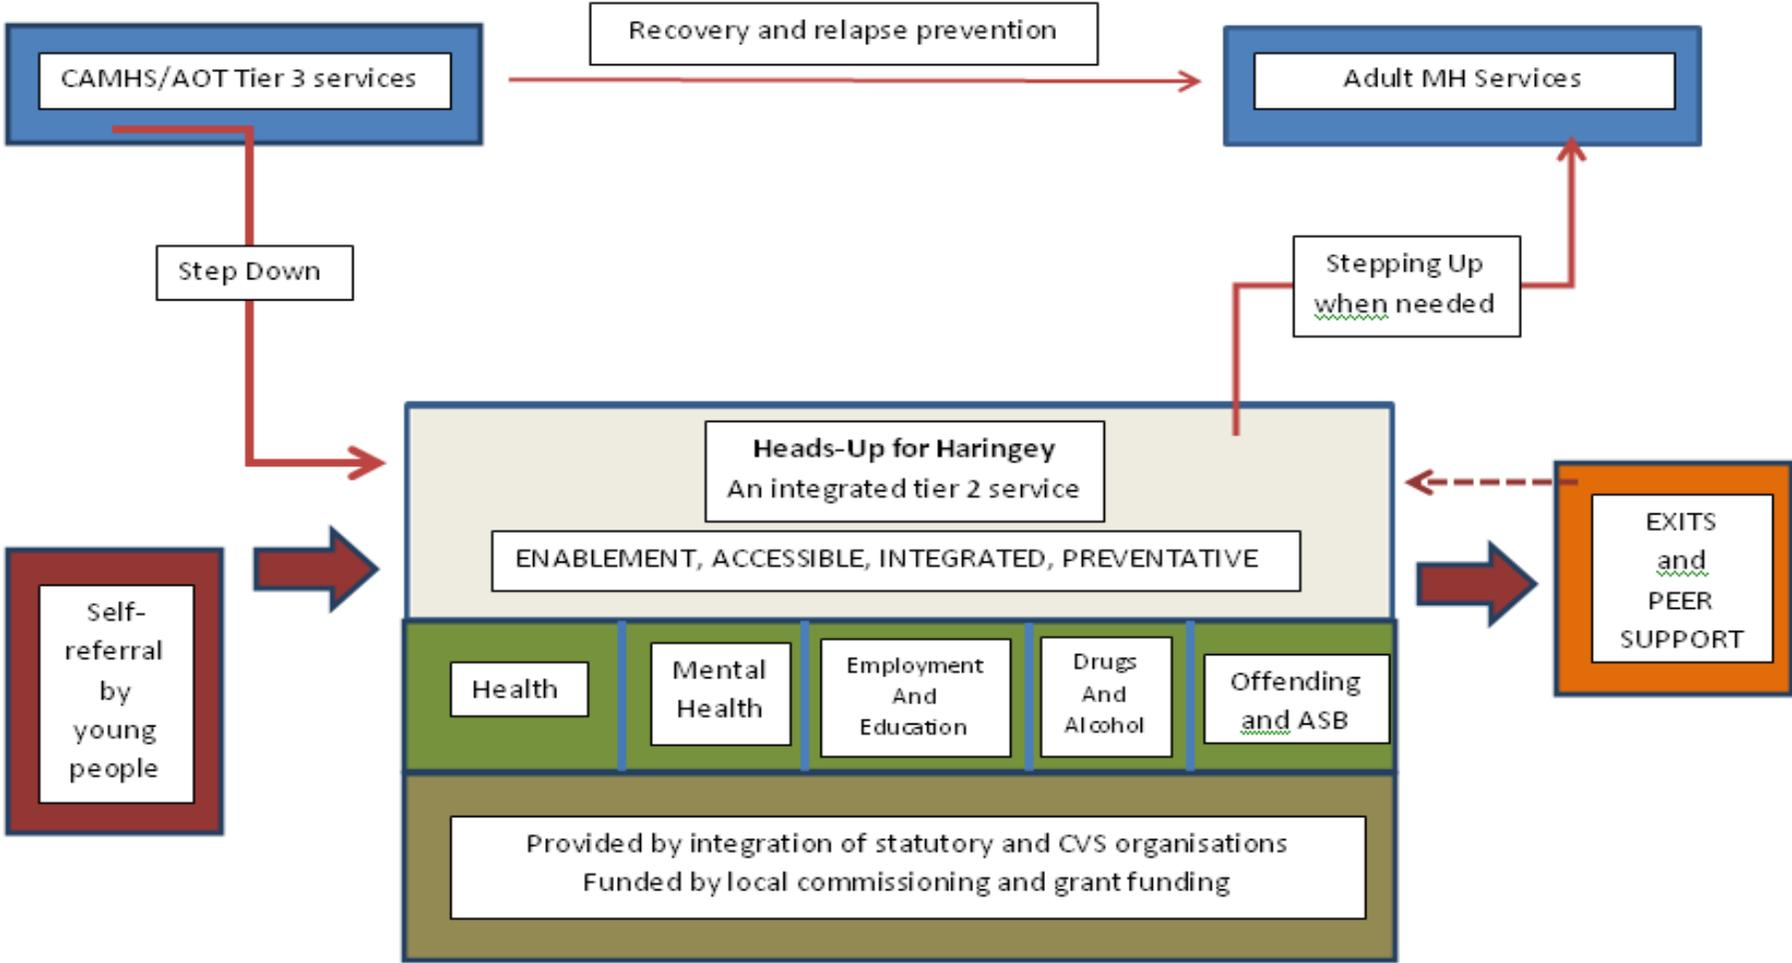 Recovery and relapse prevention
CAMHS/AOT Tier 3 services
Adult MH Services
Step Down
Stepping Up
when needed
Heads-Up for Haringey
An integrated tier 2 service
ENABLEMENT, ACCESSIBLE, INTEGRATED, PREVENTATIVE
Self-
referral
by
young
people
EXITS
and
PEER
SUPPORT
Health
Mental
Health
Employment
And
Education
Drugs
And
Alcohol
Offending
and ASB
Provided by integration of statutory and CVS organisations
Funded by local commissioning and grant funding